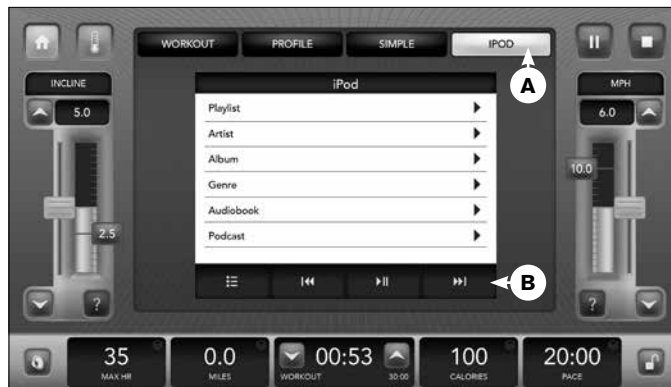 WORKOUT PROFILE SIMPLE IPOD
A
INCLINE
5.0
2.5
?
iPod
Playlist
Artist
Album
Genre
Audiobook
Podcast
B
MPH
6.0
10.0
?
35
MAX HR
0.0
MILES
00:53
WORKOUT 30:00
100
CALORIES
20:00
PACE